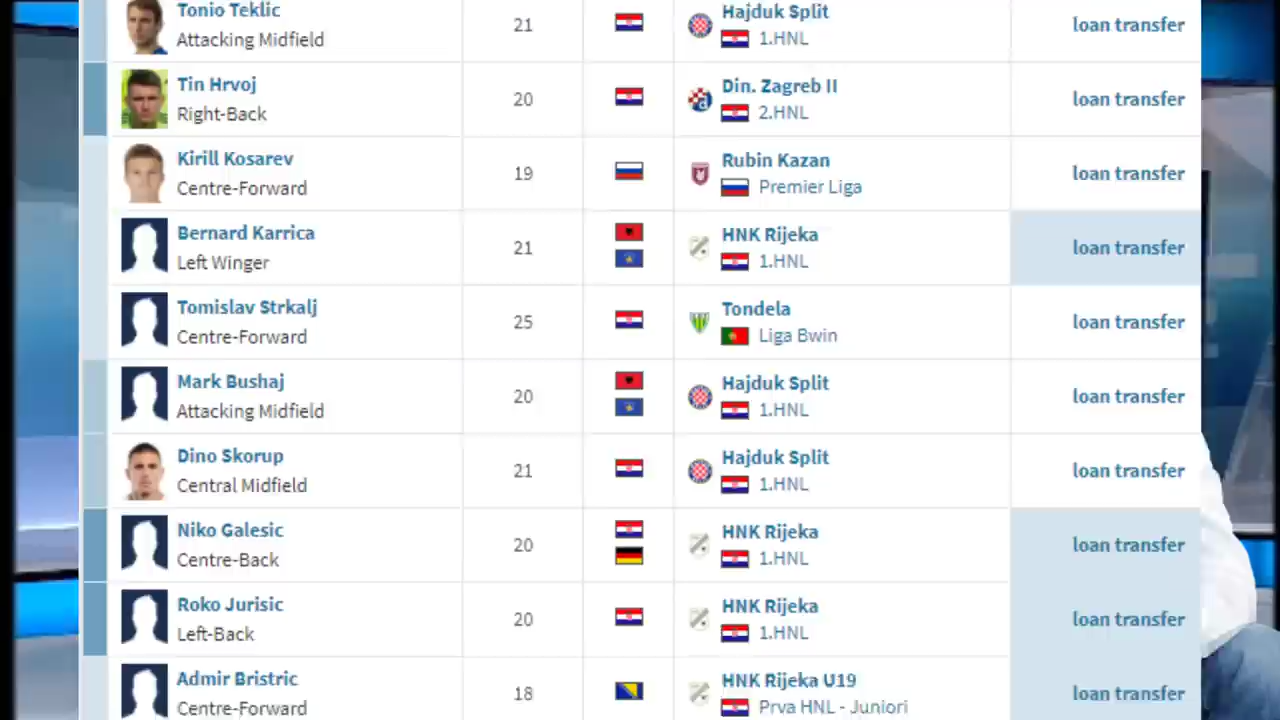 Tonio Teklic
Attacking Midfield
21
Hajduk Split
1.HNL
loan transfer
Tin Hrvoj
Right-Back
20
Din. Zagreb II
2.HNL
loan transfer
Kirill Kosarev
Centre-Forward
19
Rubin Kazan
Premier Liga
loan transfer
Bernard Karrica
Left Winger
21
HNK Rijeka
1.HNL
loan transfer
Tomislav Strkalj
Centre-Forward
25
Tondela
Liga Bwin
loan transfer
Mark Bushaj
Attacking Midfield
20
Hajduk Split
1.HNL
loan transfer
Dino Skorup
Central Midfield
21
Hajduk Split
1.HNL
loan transfer
Niko Galesic
Centre-Back
20
HNK Rijeka
1.HNL
loan transfer
Roko Jurisic
Left-Back
20
HNK Rijeka
1.HNL
loan transfer
Admir Bristric
Centre-Forward
18
HNK Rijeka U19
Prva HNL - Juniori
loan transfer